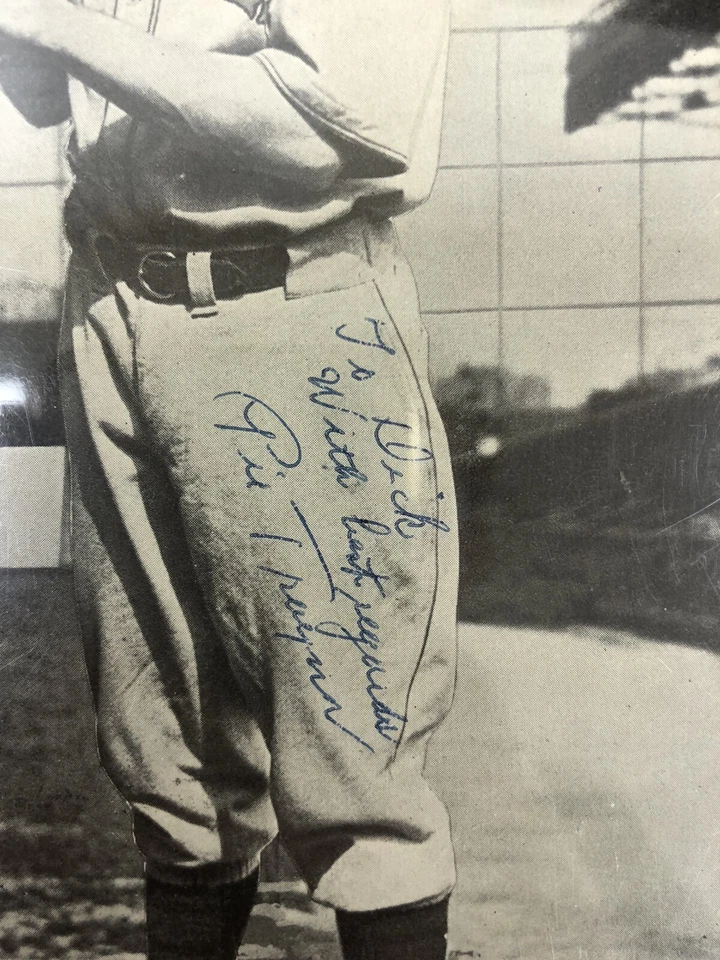 To Dick
With best regards
Pie Traynor